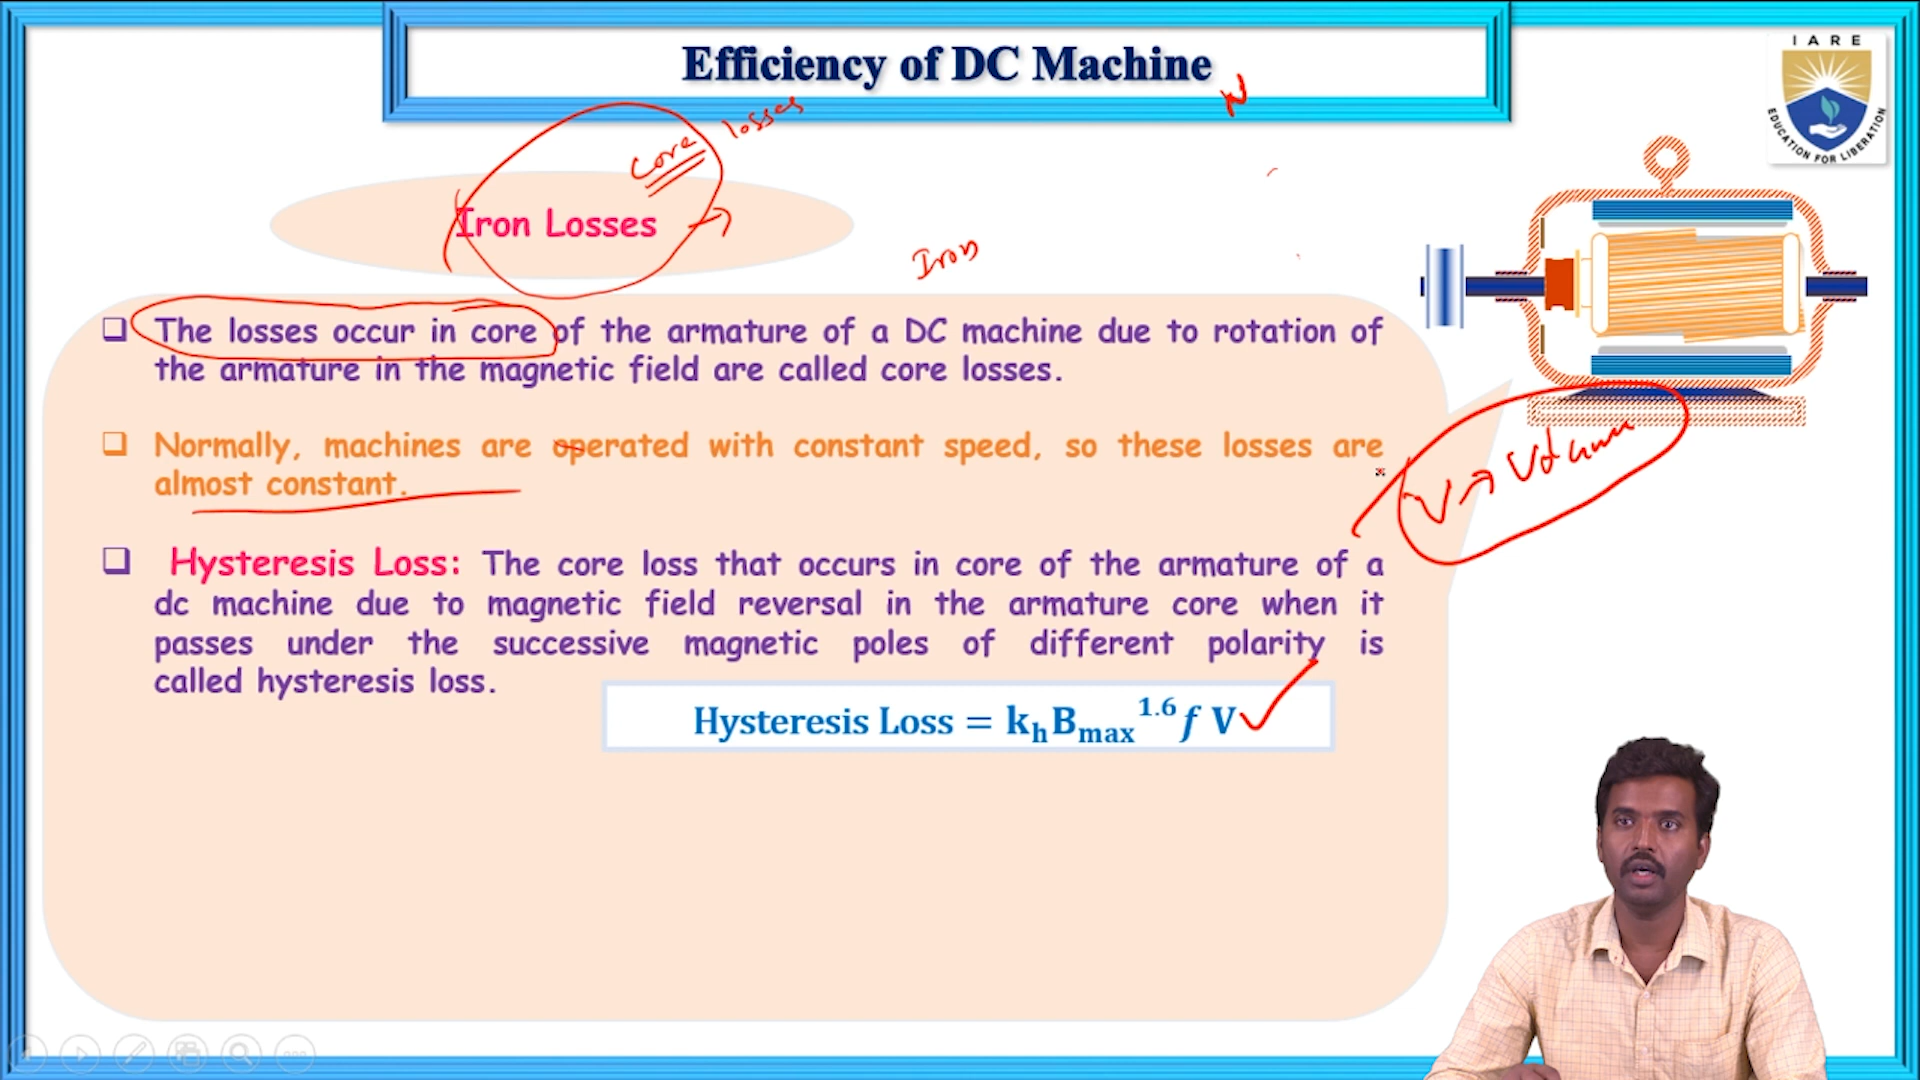 Efficiency of DC Machine
N
IARE
EDUCATION FOR LIBERATION
Core losses
Iron Losses
Iron
❑ The losses occur in core of the armature of a DC machine due to rotation of
the armature in the magnetic field are called core losses.
❑ Normally, machines are operated with constant speed, so these losses are
almost constant.
V → Volume
❑ Hysteresis Loss: The core loss that occurs in core of the armature of a
dc machine due to magnetic field reversal in the armature core when it
passes under the successive magnetic poles of different polarity is
called hysteresis loss.
Hysteresis Loss = k_h B_max^1.6 f V